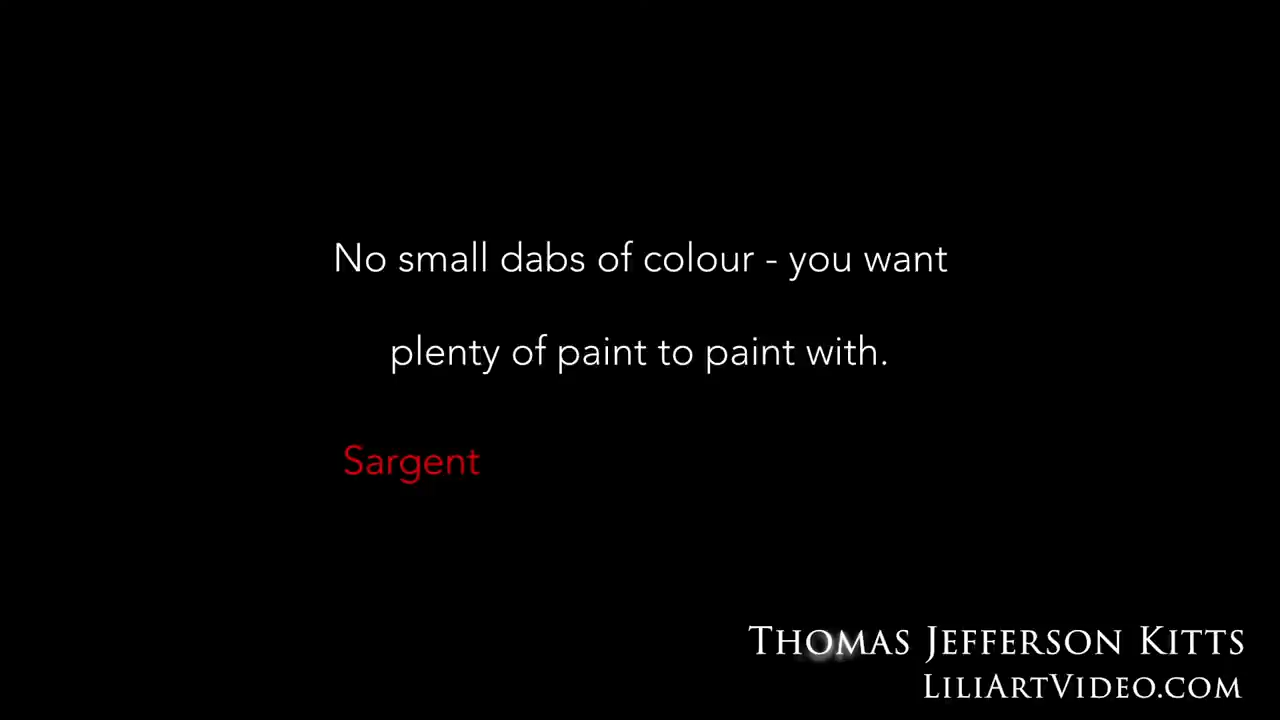 No small dabs of colour - you want
plenty of paint to paint with.
Sargent
THOMAS JEFFERSON KITTS
LILIARTVIDEO.COM